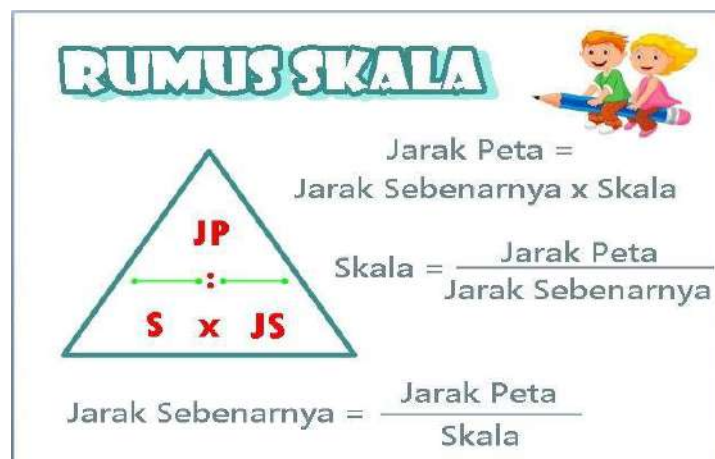 RUMUS SKALA
Jarak Peta =
Jarak Sebenarnya x Skala
JP
:
S x JS
Skala = Jarak Peta
Jarak Sebenarnya
Jarak Sebenarnya = Jarak Peta
Skala